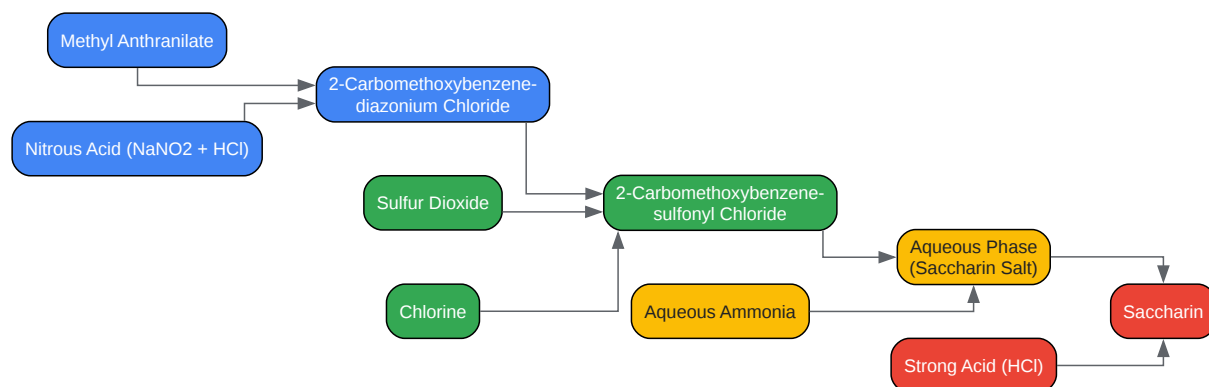 Methyl Anthranilate
2-Carbomethoxybenzene-
diazonium Chloride
Nitrous Acid (NaNO2 + HCl)
Sulfur Dioxide
2-Carbomethoxybenzene-
sulfonyl Chloride
Chlorine
Aqueous Ammonia
Aqueous Phase
(Saccharin Salt)
Saccharin
Strong Acid (HCl)